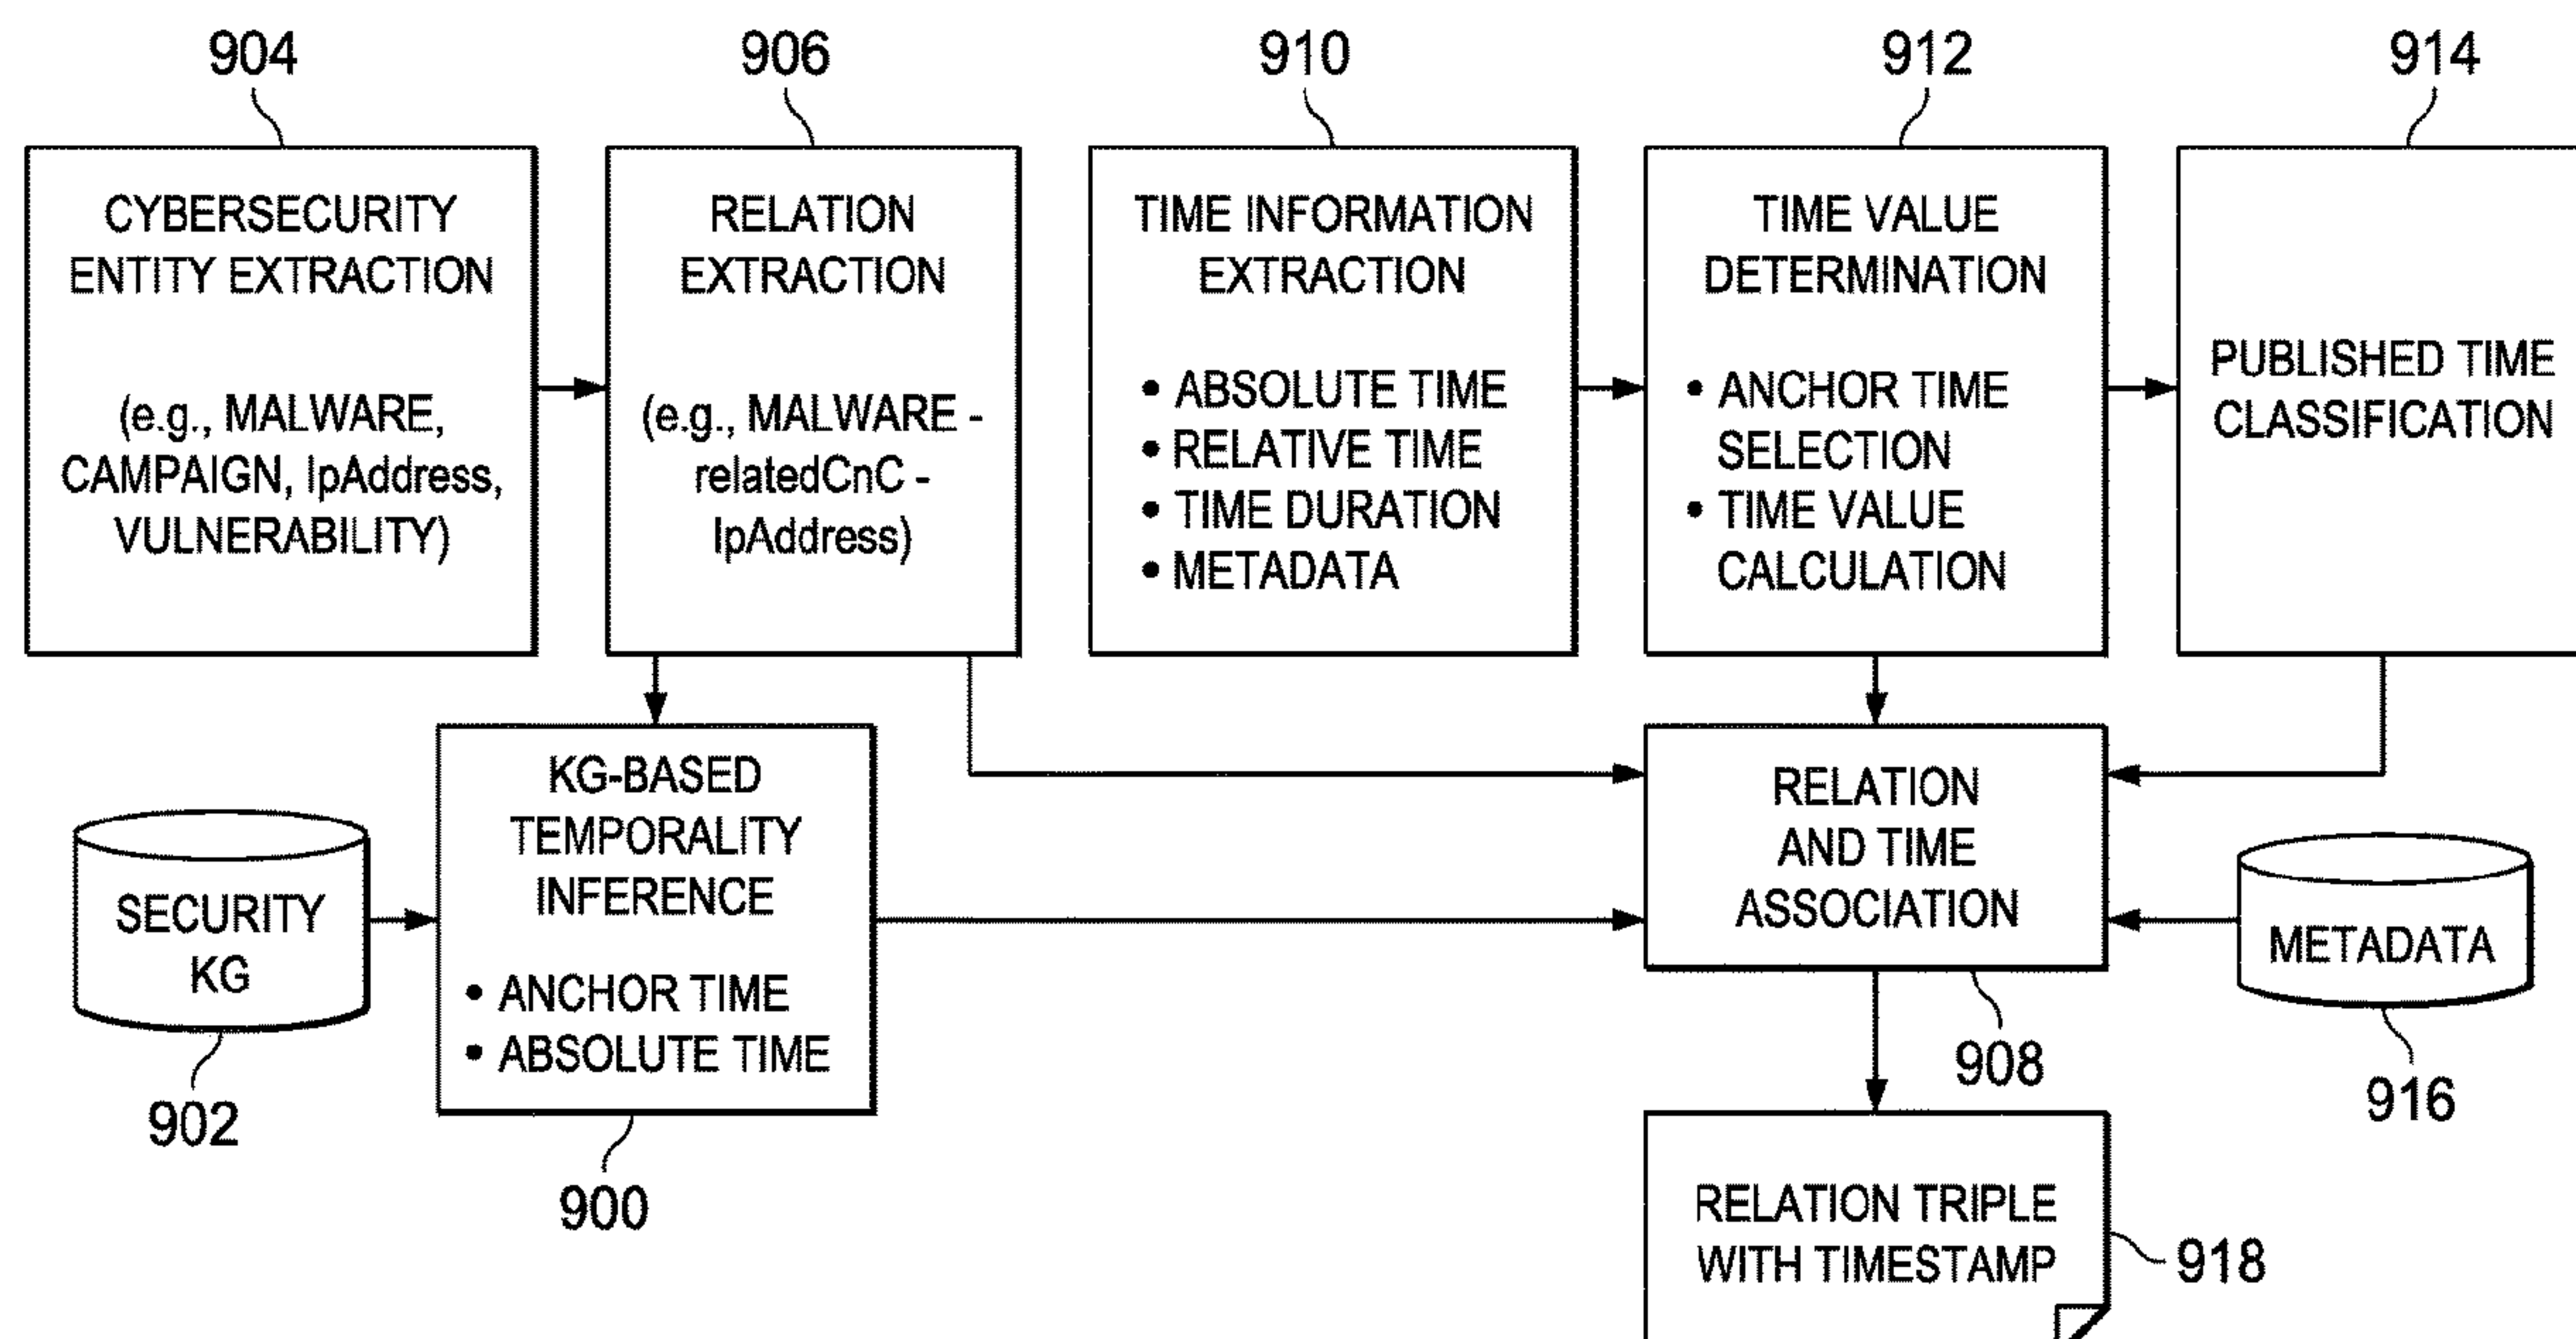 904
906
910
912
914
CYBERSECURITY
ENTITY EXTRACTION
(e.g., MALWARE,
CAMPAIGN, IpAddress,
VULNERABILITY)
RELATION
EXTRACTION
(e.g., MALWARE -
relatedCnC -
IpAddress)
TIME INFORMATION
EXTRACTION
• ABSOLUTE TIME
• RELATIVE TIME
• TIME DURATION
• METADATA
TIME VALUE
DETERMINATION
• ANCHOR TIME
SELECTION
• TIME VALUE
CALCULATION
PUBLISHED TIME
CLASSIFICATION
SECURITY
KG
902
KG-BASED
TEMPORALITY
INFERENCE
• ANCHOR TIME
• ABSOLUTE TIME
900
RELATION
AND TIME
ASSOCIATION
908
METADATA
916
RELATION TRIPLE
WITH TIMESTAMP
918